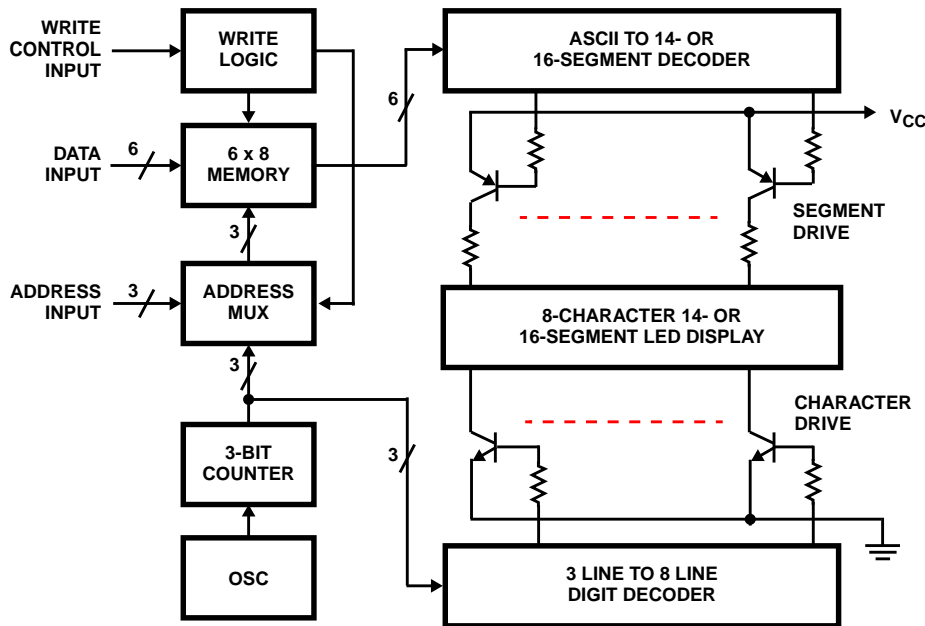 WRITE
CONTROL
INPUT
WRITE
LOGIC
ASCII TO 14- OR
16-SEGMENT DECODER
6
VCC
DATA
INPUT
6
6 x 8
MEMORY
SEGMENT
DRIVE
3
ADDRESS
INPUT
3
ADDRESS
MUX
8-CHARACTER 14- OR
16-SEGMENT LED DISPLAY
3
CHARACTER
DRIVE
3-BIT
COUNTER
3
OSC
3 LINE TO 8 LINE
DIGIT DECODER